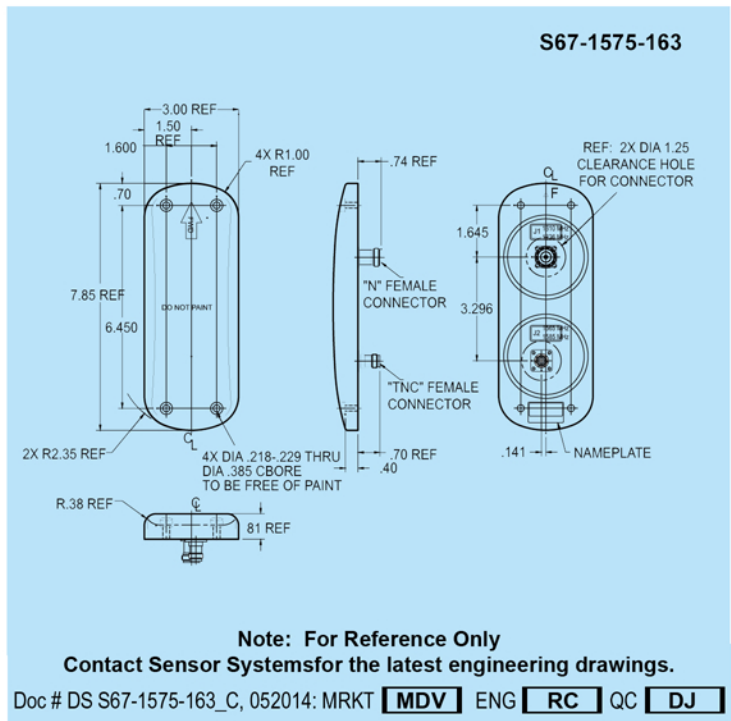 S67-1575-163
3.00 REF
1.50
REF
1.600
4X R1.00
REF
.74 REF
REF: 2X DIA 1.25
CLEARANCE HOLE
FOR CONNECTOR
C
L
F
.70
FWD
J1
1.645
"N" FEMALE
CONNECTOR
7.85 REF
DO NOT PAINT
6.450
3.296
J2
"TNC" FEMALE
CONNECTOR
2X R2.35 REF
C
L
4X DIA .218-.229 THRU
DIA .385 CBORE
TO BE FREE OF PAINT
.70 REF
.40
.141
NAMEPLATE
R.38 REF
C
L
81 REF
Note: For Reference Only
Contact Sensor Systemsfor the latest engineering drawings.
Doc # DS S67-1575-163_C, 052014: MRKT MDV ENG RC QC DJ